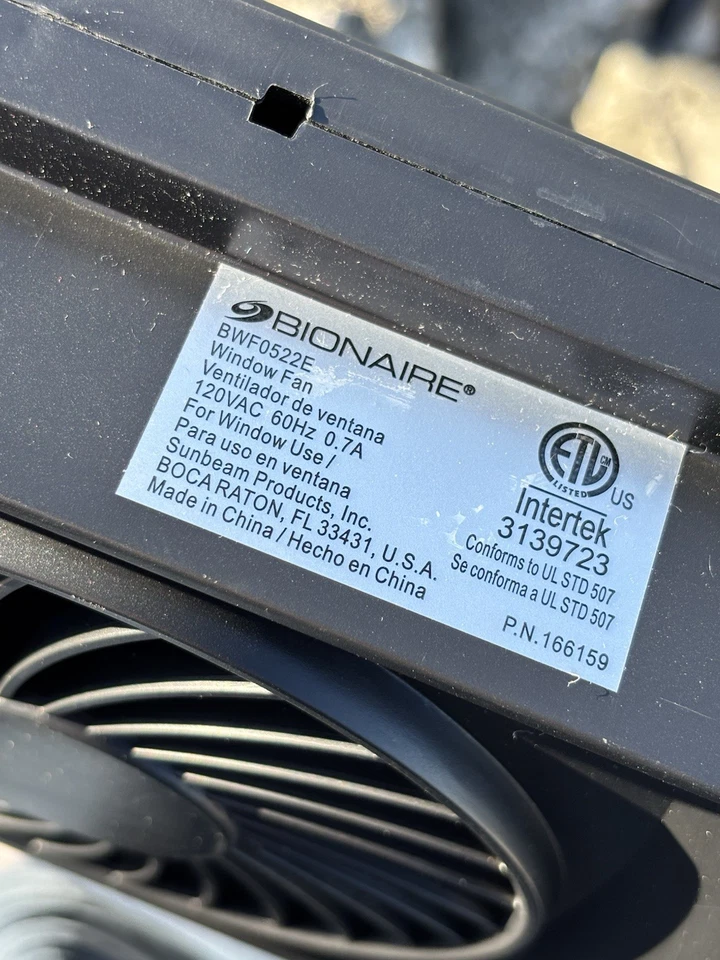 BIONAIRE®
BWF0522E
Window Fan
Ventilador de ventana
120VAC 60Hz 0.7A
For Window Use /
Para uso en ventana
Sunbeam Products, Inc.
BOCA RATON, FL 33431, U.S.A.
Made in China / Hecho en China
ETL CM
LISTED
US
Intertek
3139723
Conforms to UL STD 507
Se conforma a UL STD 507
P.N.166159